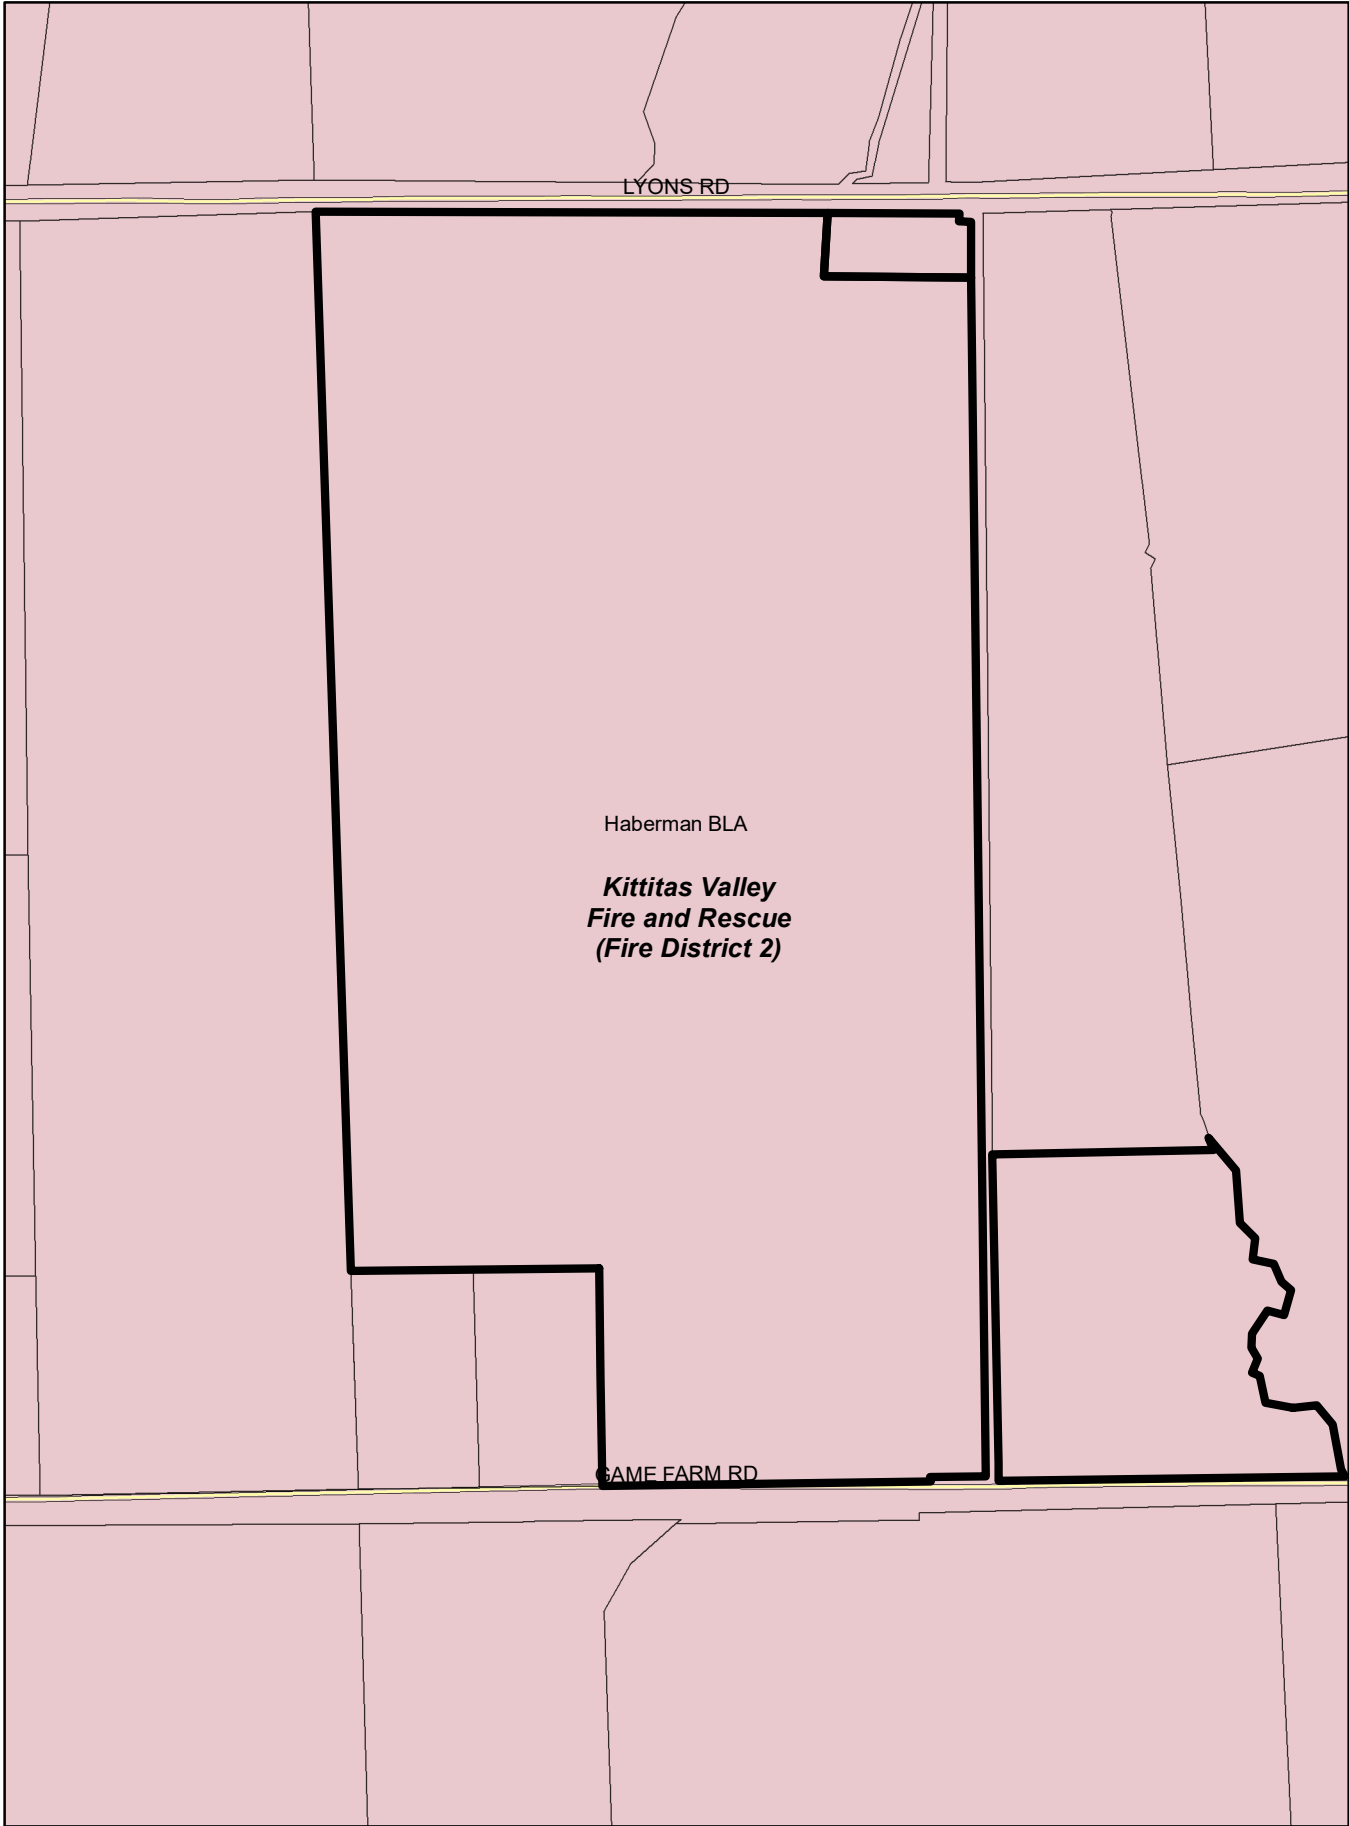 LYONS RD
Haberman BLA
Kittitas Valley
Fire and Rescue
(Fire District 2)
GAME FARM RD